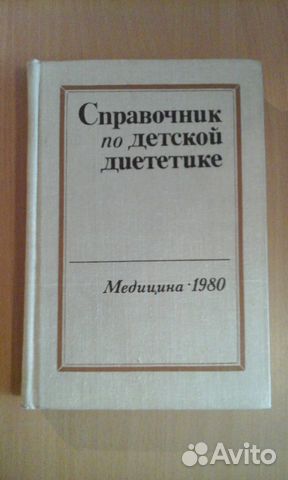 Справочник
по детской
диететике
Медицина·1980
Avito